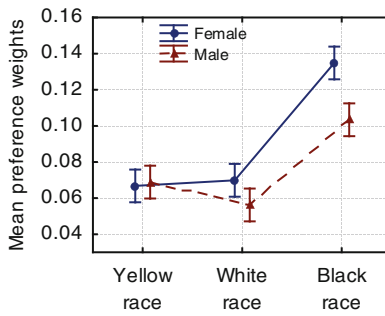 Mean preference weights
0.16
0.14
0.12
0.10
0.08
0.06
0.04
Female
Male
Yellow race
White race
Black race